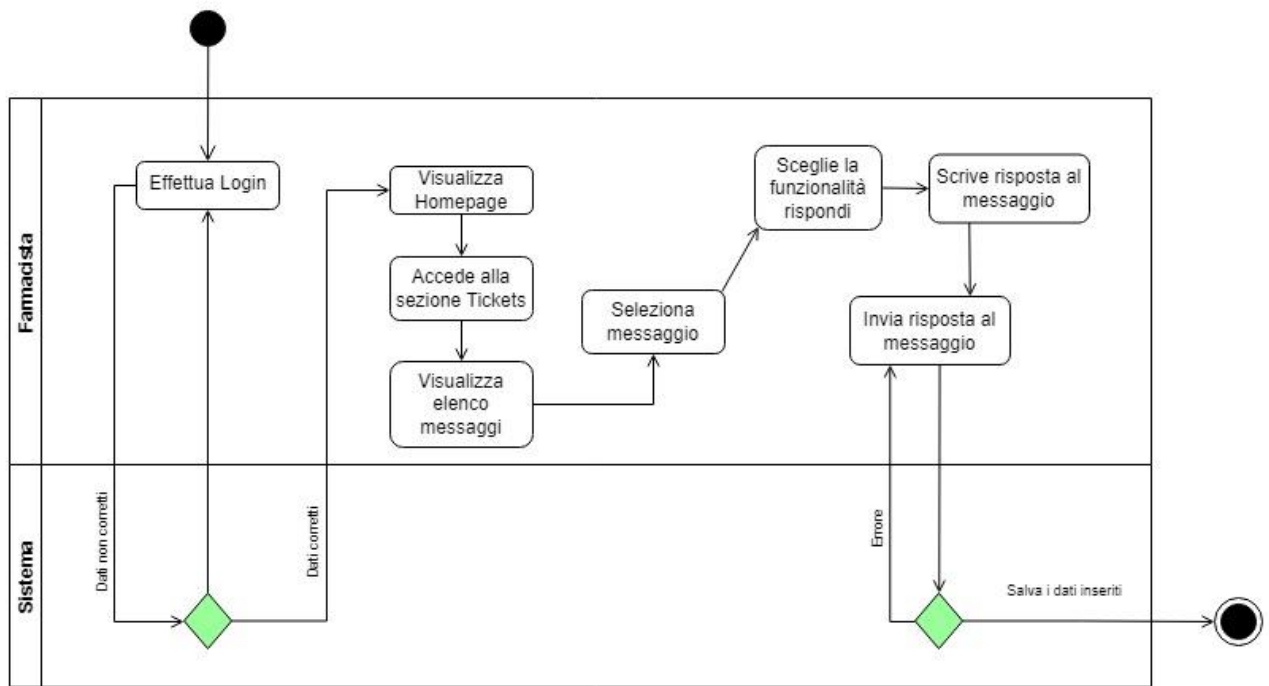 Farmacista
Effettua Login
Visualizza
Homepage
Accede alla
sezione Tickets
Visualizza
elenco
messaggi
Seleziona
messaggio
Sceglie la
funzionalità
rispondi
Scrive risposta al
messaggio
Invia risposta al
messaggio
Sistema
Dati non corretti
Dati corretti
Errore
Salva i dati inseriti